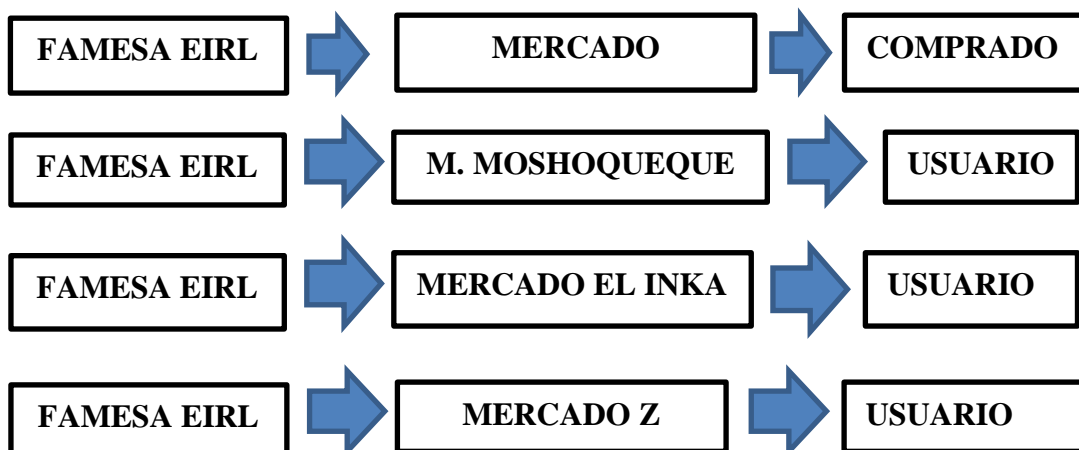 FAMESA EIRL MERCADO COMPRADO
FAMESA EIRL M. MOSHOQUEQUE USUARIO
FAMESA EIRL MERCADO EL INKA USUARIO
FAMESA EIRL MERCADO Z USUARIO